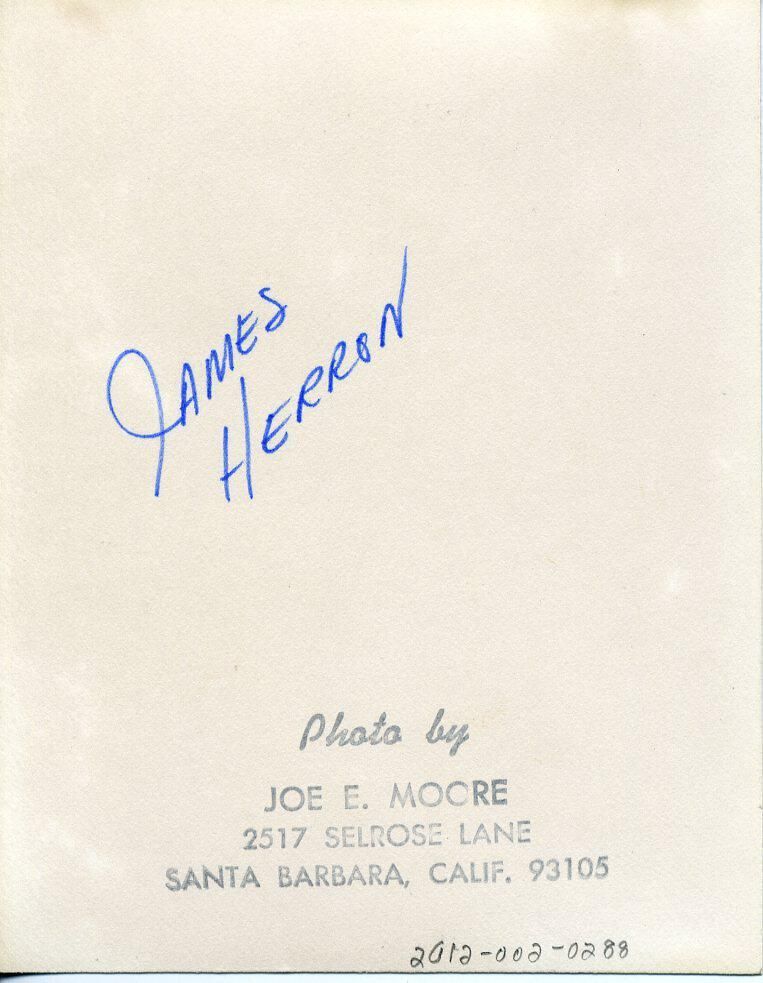 JAMES
HERRON
Photo by
JOE E. MOORE
2517 SELROSE LANE
SANTA BARBARA, CALIF. 93105
2012-002-0288